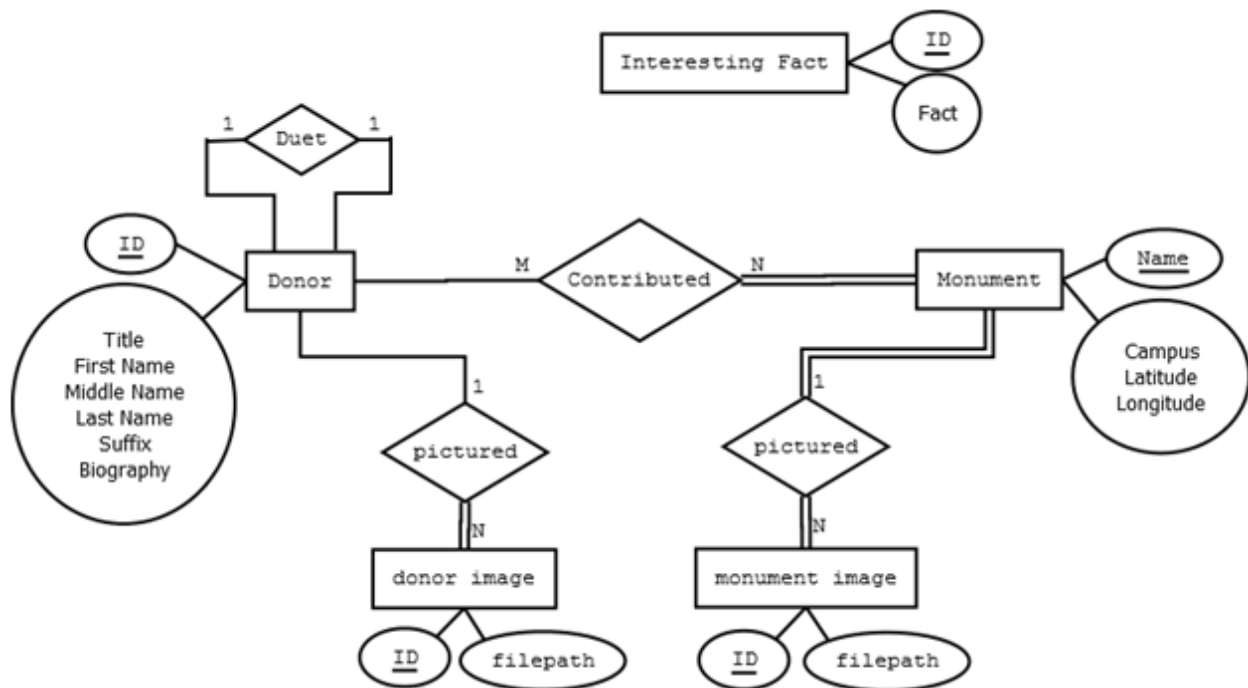 ID
Interesting Fact
Fact
1
Duet
1
ID
Donor
M
Contributed
N
Monument
Name
Title
First Name
Middle Name
Last Name
Suffix
Biography
Campus
Latitude
Longitude
1
pictured
N
1
pictured
N
donor image
monument image
ID
filepath
ID
filepath